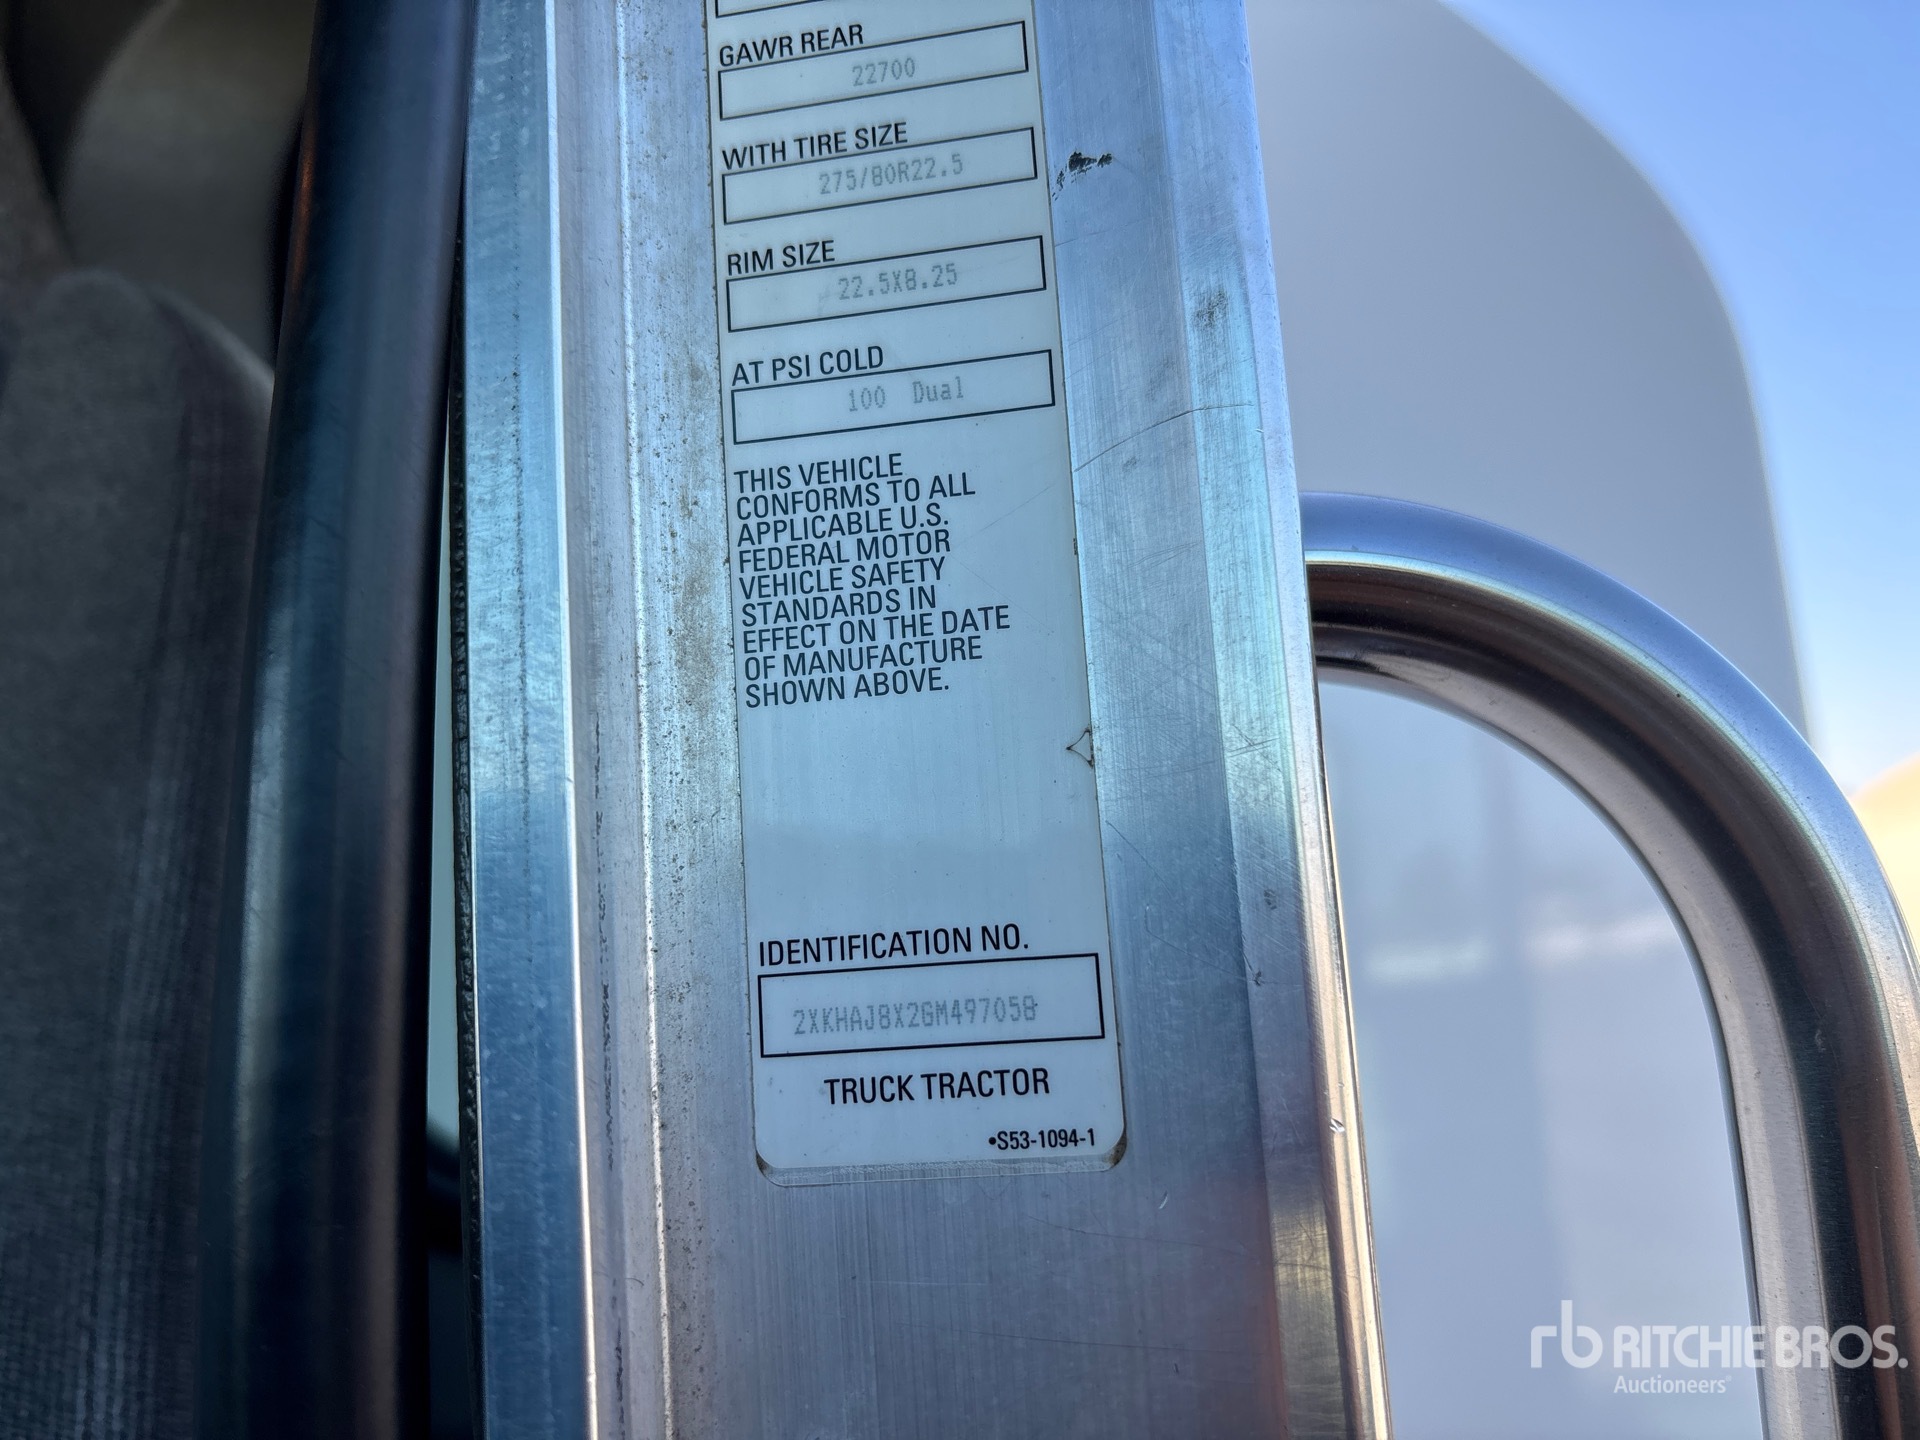 GAWR REAR
22700
WITH TIRE SIZE
275/80R22.5
RIM SIZE
22.5X8.25
AT PSI COLD
100 Dual
THIS VEHICLE
CONFORMS TO ALL
APPLICABLE U.S.
FEDERAL MOTOR
VEHICLE SAFETY
STANDARDS IN
EFFECT ON THE DATE
OF MANUFACTURE
SHOWN ABOVE.
IDENTIFICATION NO.
2XKHAJ8X2GM497058
TRUCK TRACTOR
•S53-1094-1
rb RITCHIE BROS.
Auctioneers